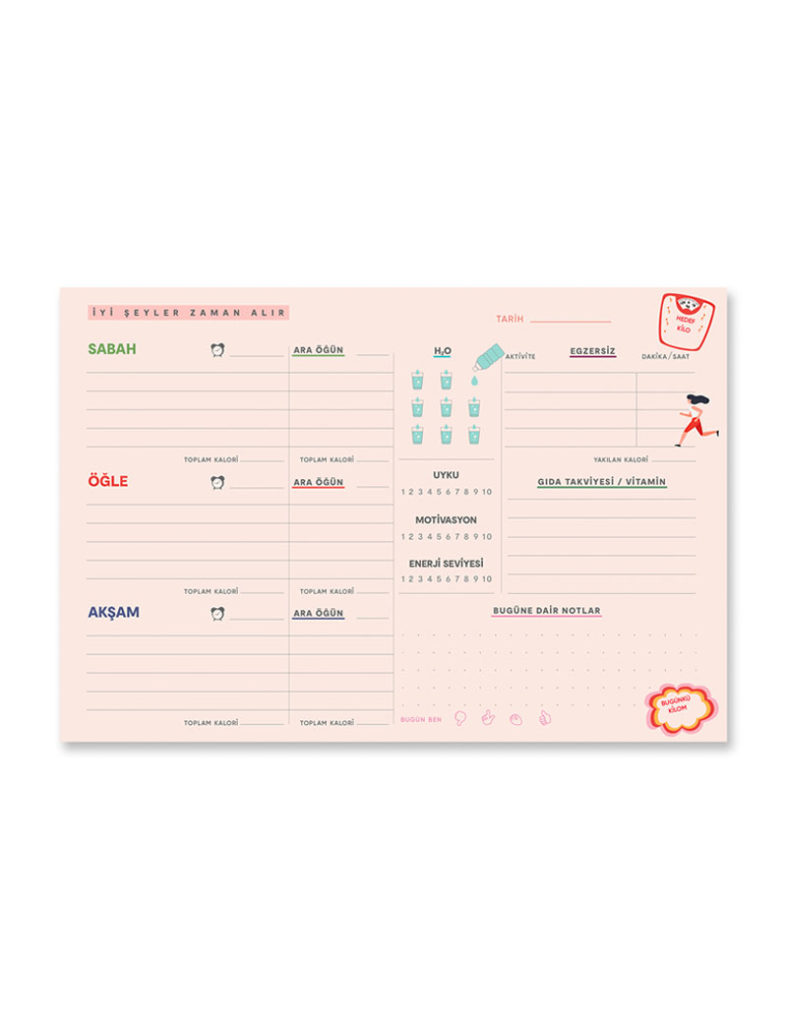 İYİ ŞEYLER ZAMAN ALIR
TARİH
HEDEF
KİLO
SABAH
ARA ÖĞÜN
TOPLAM KALORİ
TOPLAM KALORİ
ÖĞLE
ARA ÖĞÜN
TOPLAM KALORİ
TOPLAM KALORİ
AKŞAM
ARA ÖĞÜN
TOPLAM KALORİ
TOPLAM KALORİ
H₂O
UYKU
1 2 3 4 5 6 7 8 9 10
MOTİVASYON
1 2 3 4 5 6 7 8 9 10
ENERJİ SEVİYESİ
1 2 3 4 5 6 7 8 9 10
AKTİVİTE
EGZERSİZ
DAKİKA/SAAT
YAKILAN KALORİ
GIDA TAKVİYESİ / VİTAMİN
BUGÜNE DAİR NOTLAR
BUGÜN BEN
BUGÜNKÜ
KİLOM